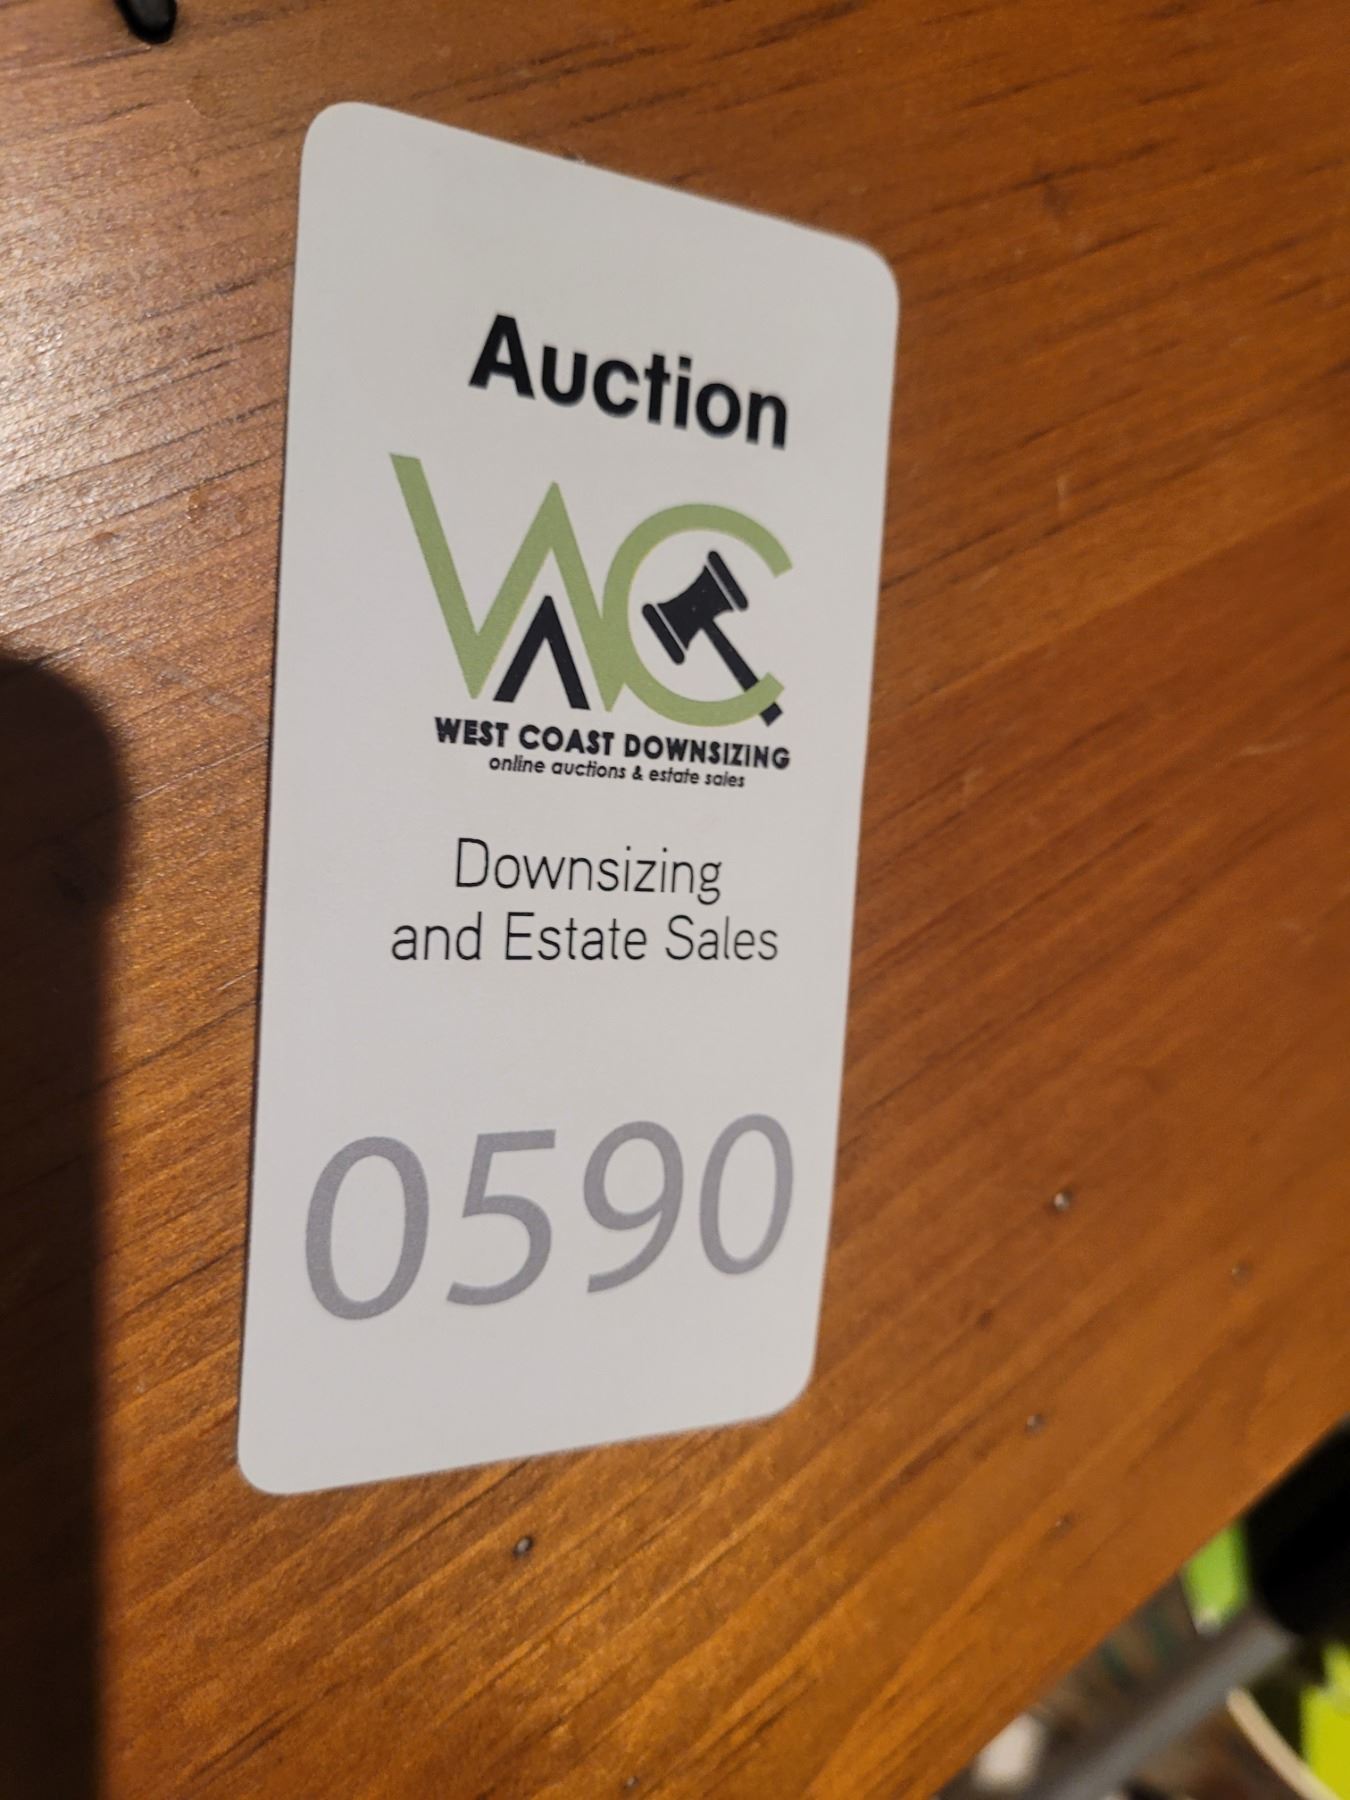 Auction
WC
WEST COAST DOWNSIZING
online auctions & estate sales
Downsizing
and Estate Sales
0590